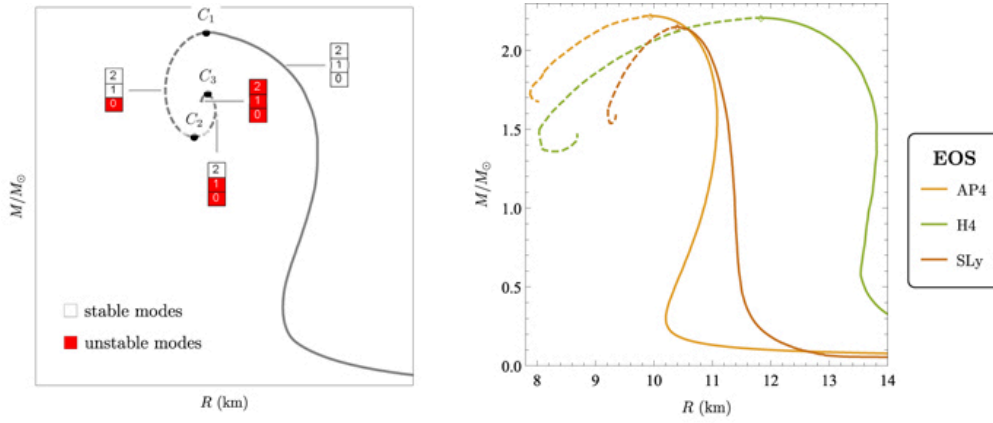 C₁
2
1
0
2
1
0
C₃
2
1
0
C₂
2
1
0
M/M⊙
stable modes
unstable modes
R (km)
2.0
1.5
1.0
0.5
0.0
M/M⊙
8
9
10
11
12
13
14
R (km)
EOS
AP4
H4
SLy